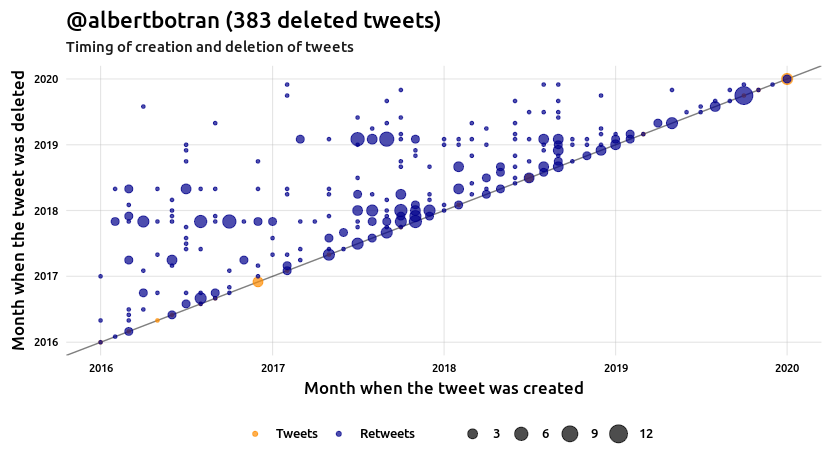 @albertbotran (383 deleted tweets)
Timing of creation and deletion of tweets
Month when the tweet was deleted
2020
2019
2018
2017
2016
2016 2017 2018 2019 2020
Month when the tweet was created
Tweets Retweets 3 6 9 12